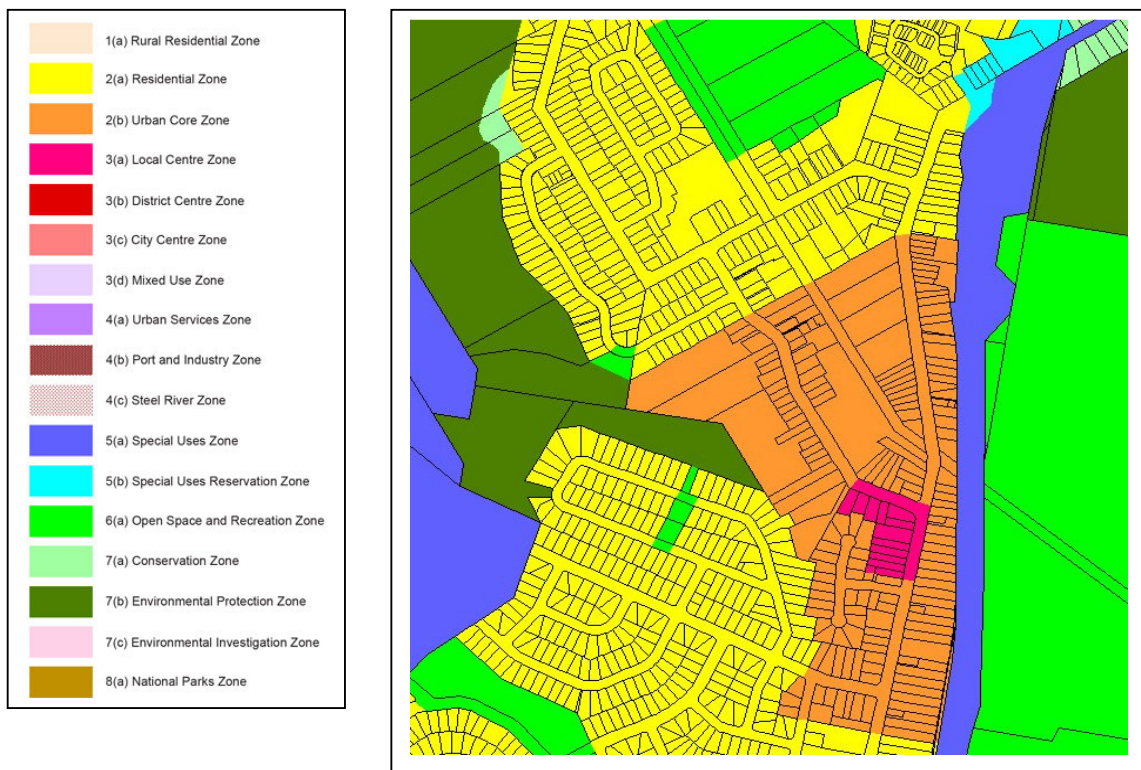 1(a) Rural Residential Zone
2(a) Residential Zone
2(b) Urban Core Zone
3(a) Local Centre Zone
3(b) District Centre Zone
3(c) City Centre Zone
3(d) Mixed Use Zone
4(a) Urban Services Zone
4(b) Port and Industry Zone
4(c) Steel River Zone
5(a) Special Uses Zone
5(b) Special Uses Reservation Zone
6(a) Open Space and Recreation Zone
7(a) Conservation Zone
7(b) Environmental Protection Zone
7(c) Environmental Investigation Zone
8(a) National Parks Zone